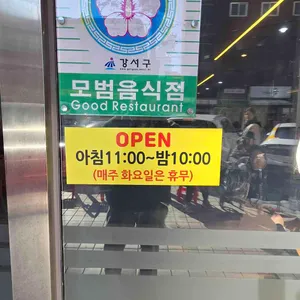 강서구
모범음식점
Good Restaurant
OPEN
아침11:00~밤10:00
(매주 화요일은 휴무)